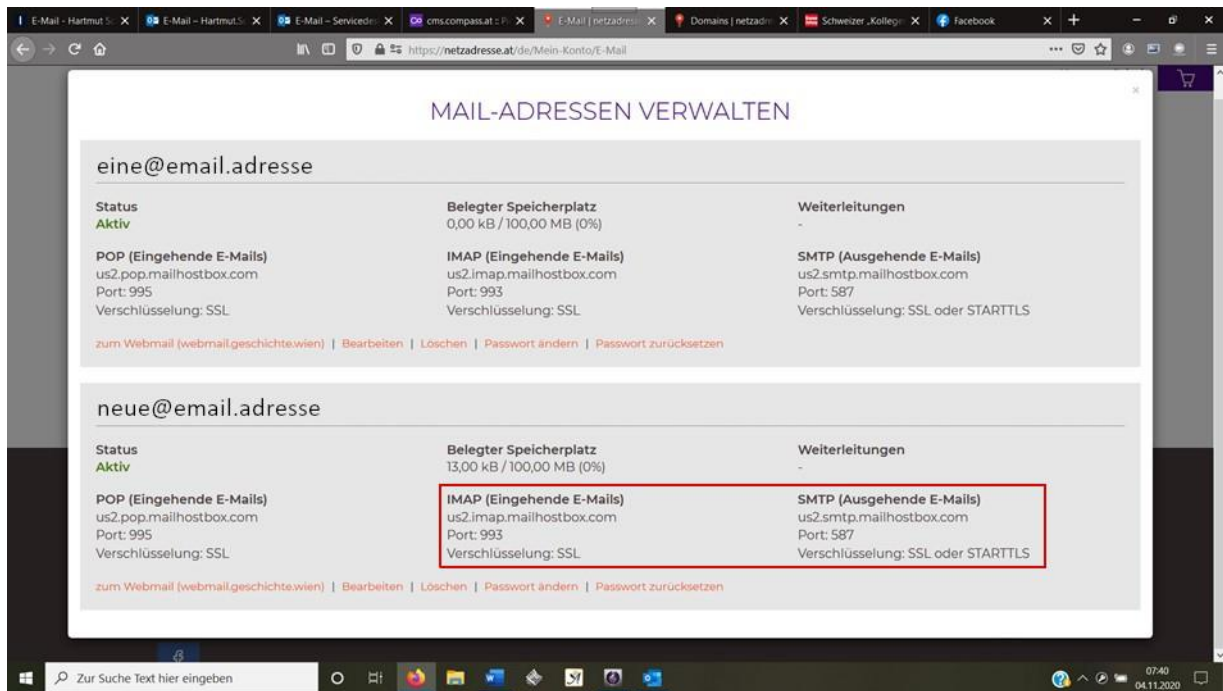 E-Mail - Hartmut
E-Mail – Hartmut.S
E-Mail – Servicedes
cms.compass.at
E-Mail | netzadress
Domains | netzadre
Schweizer „Kolleg
Facebook
https://netzadresse.at/de/Mein-Konto/E-Mail
MAIL-ADRESSEN VERWALTEN
eine@email.adresse
Status Belegter Speicherplatz Weiterleitungen
Aktiv 0,00 kB / 100,00 MB (0%) -
POP (Eingehende E-Mails) IMAP (Eingehende E-Mails) SMTP (Ausgehende E-Mails)
us2.pop.mailhostbox.com us2.imap.mailhostbox.com us2.smtp.mailhostbox.com
Port: 995 Port: 993 Port: 587
Verschlüsselung: SSL Verschlüsselung: SSL Verschlüsselung: SSL oder STARTTLS
zum Webmail (webmail.geschichte.wien) | Bearbeiten | Löschen | Passwort ändern | Passwort zurücksetzen
neue@email.adresse
Status Belegter Speicherplatz Weiterleitungen
Aktiv 13,00 kB / 100,00 MB (0%) -
POP (Eingehende E-Mails) IMAP (Eingehende E-Mails) SMTP (Ausgehende E-Mails)
us2.pop.mailhostbox.com us2.imap.mailhostbox.com us2.smtp.mailhostbox.com
Port: 995 Port: 993 Port: 587
Verschlüsselung: SSL Verschlüsselung: SSL Verschlüsselung: SSL oder STARTTLS
zum Webmail (webmail.geschichte.wien) | Bearbeiten | Löschen | Passwort ändern | Passwort zurücksetzen
Zur Suche Text hier eingeben
07:40
04.11.2020